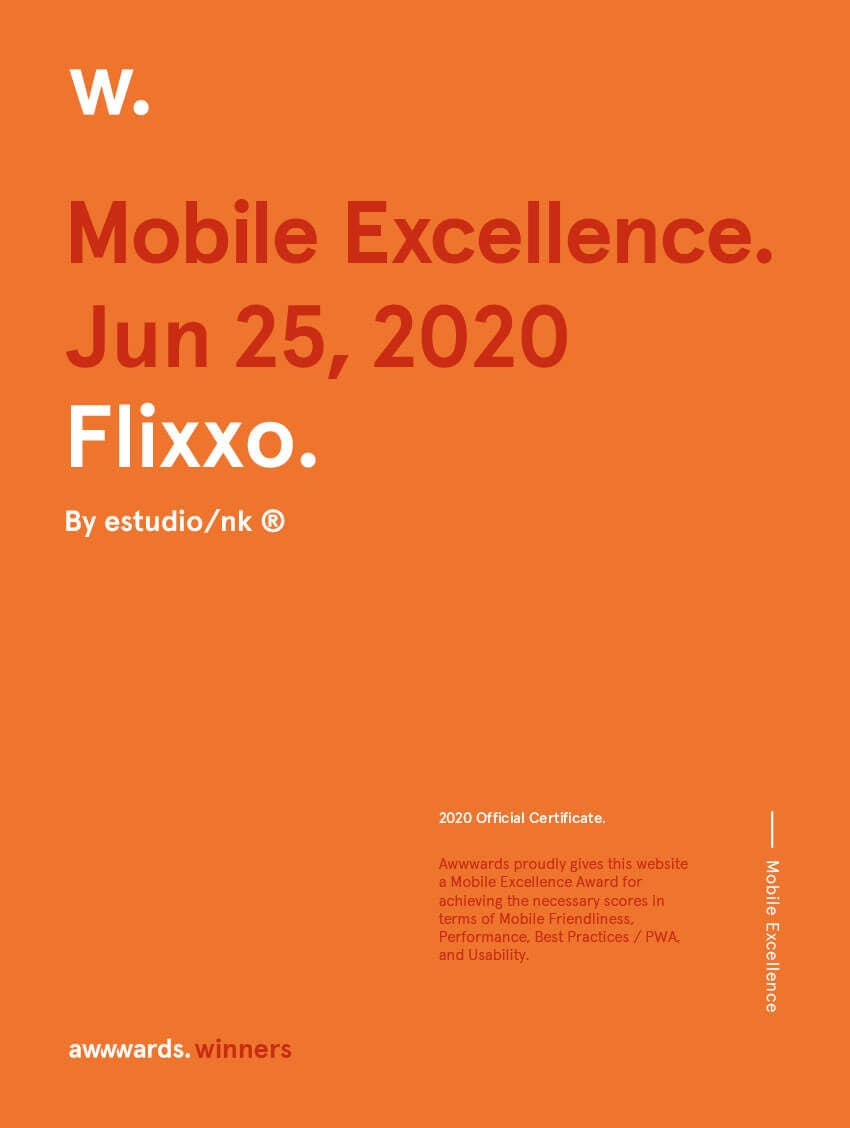 w.
Mobile Excellence.
Jun 25, 2020
Flixxo.
By estudio/nk ®
2020 Official Certificate.
Awwwards proudly gives this website
a Mobile Excellence Award for
achieving the necessary scores in
terms of Mobile Friendliness,
Performance, Best Practices / PWA,
and Usability.
Mobile Excellence
awwwards. winners